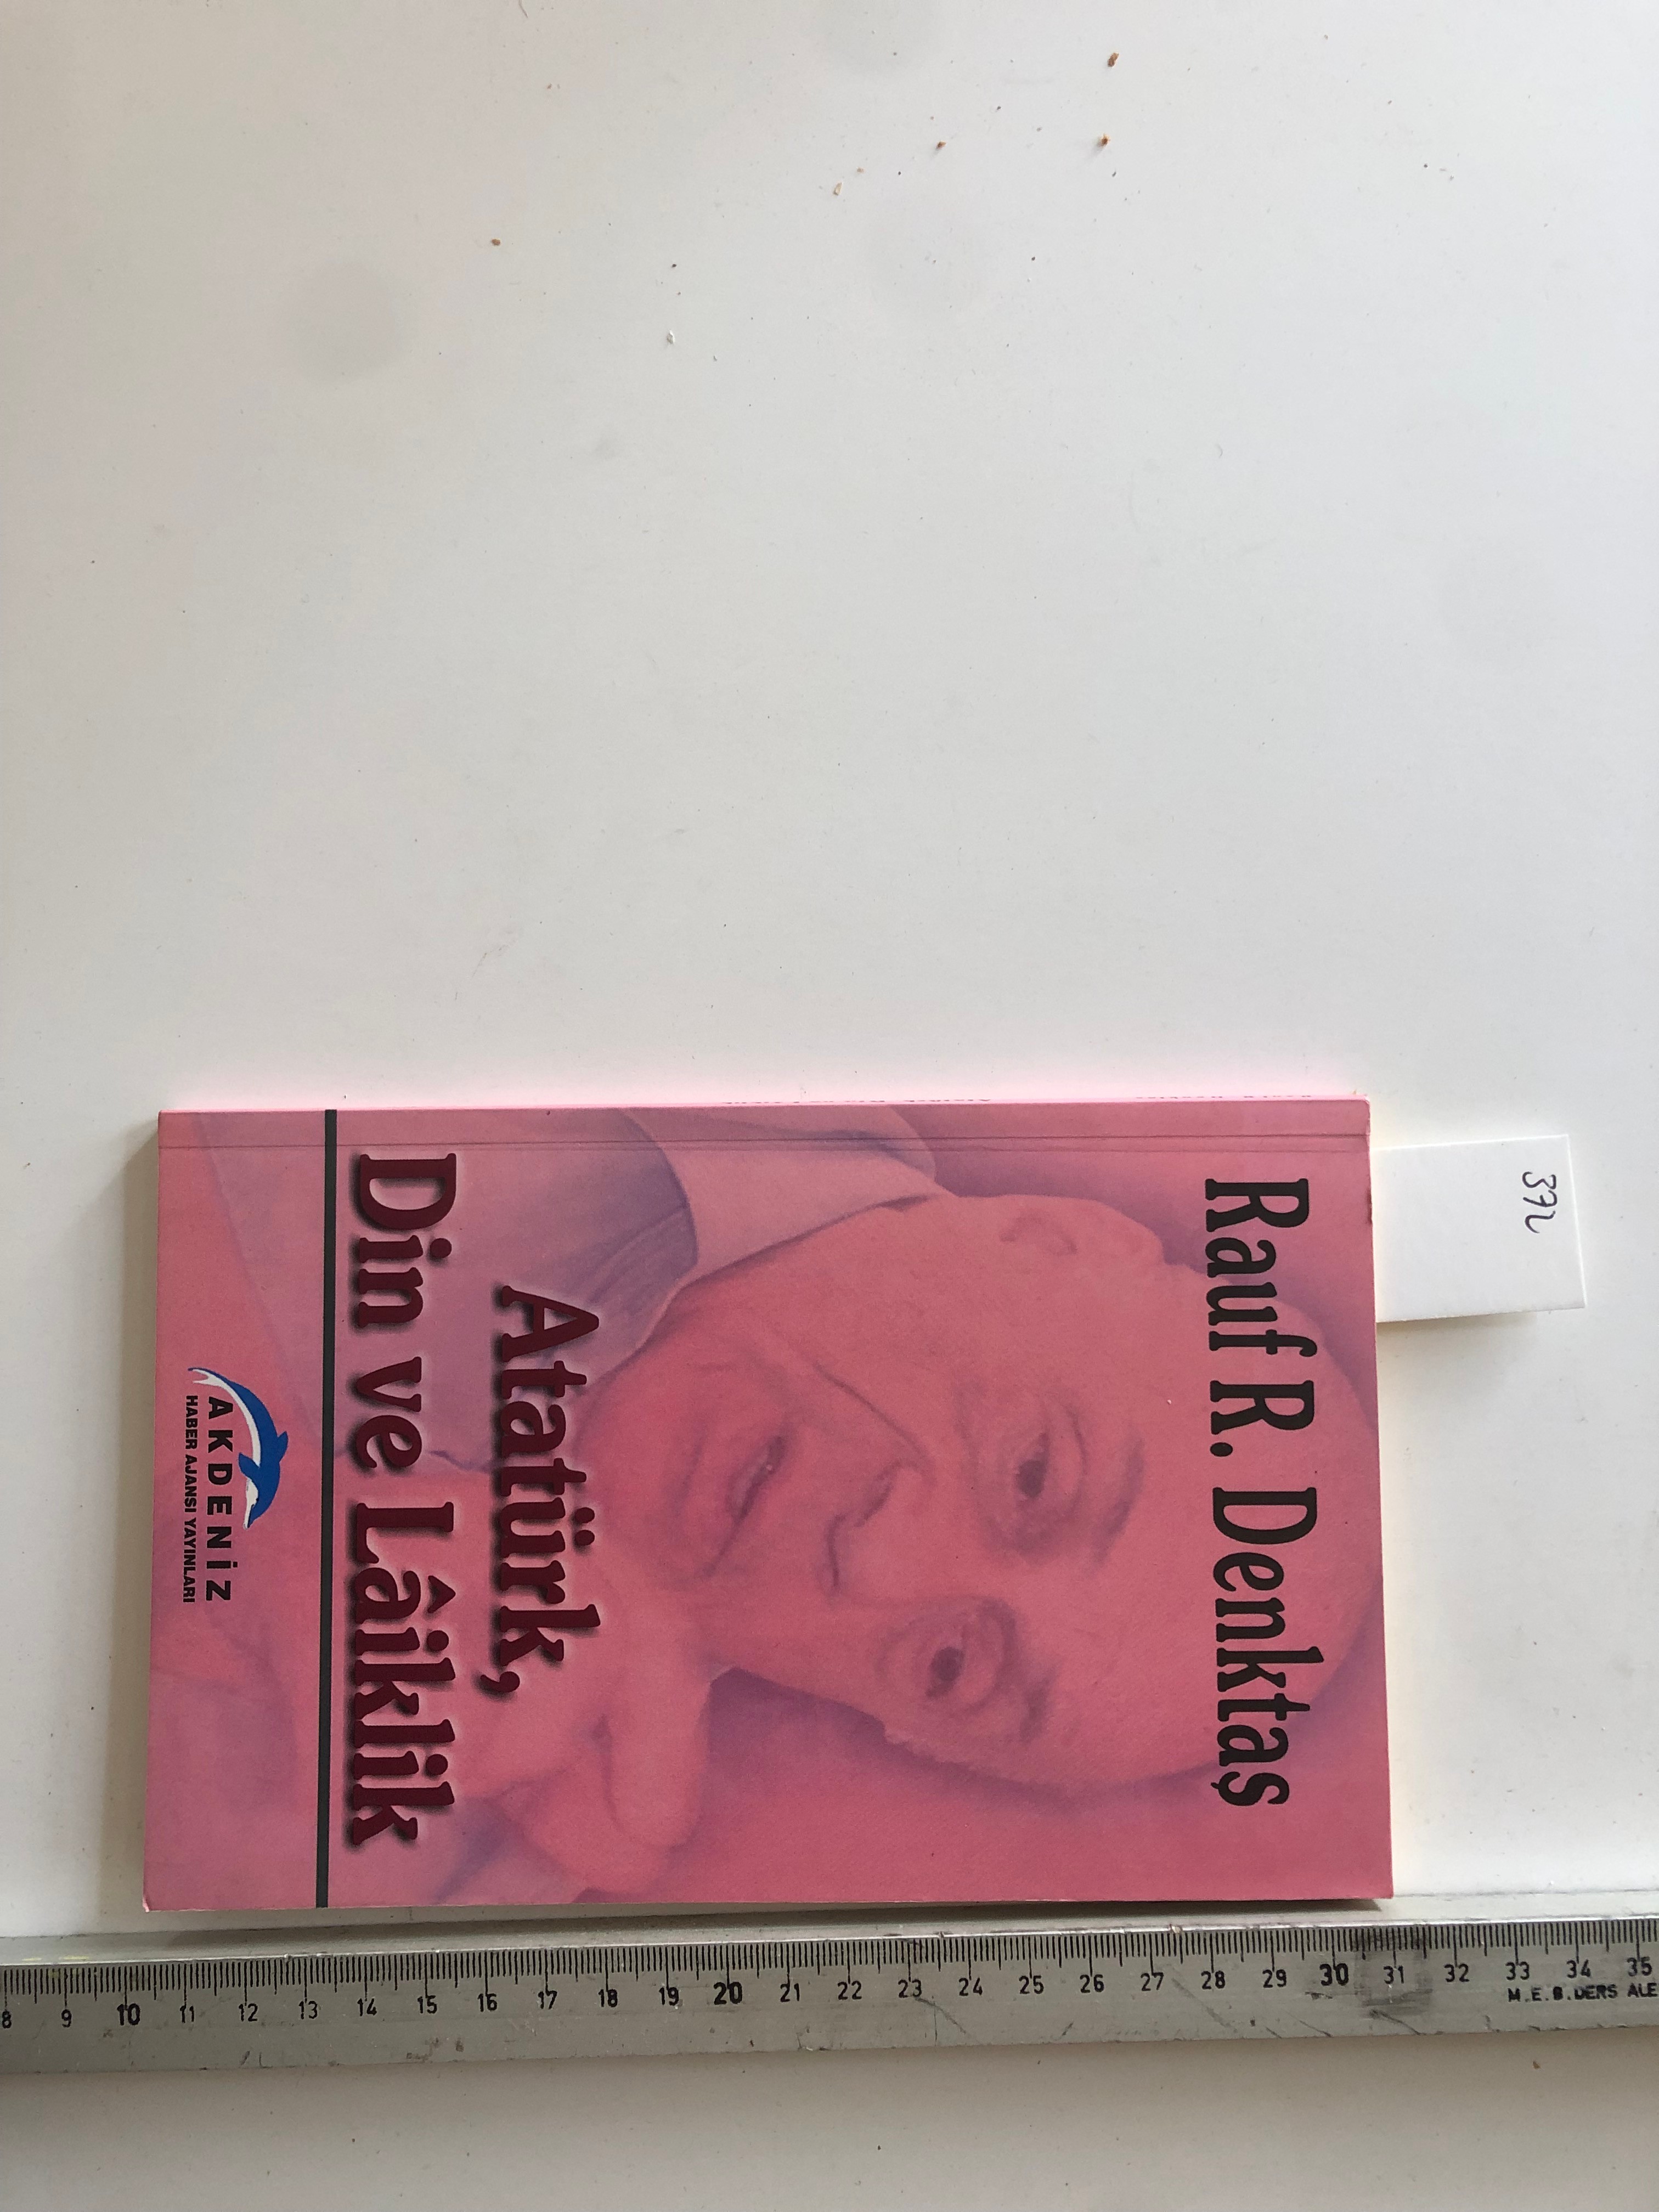 372
Rauf R. Denktaş
Atatürk,
Din ve Lâiklik
AKDENİZ
HABER AJANSI YAYINLARI
8 9 10 11 12 13 14 15 16 17 18 19 20 21 22 23 24 25 26 27 28 29 30 31 32 33 34 35
M.E.B.DERS ALE